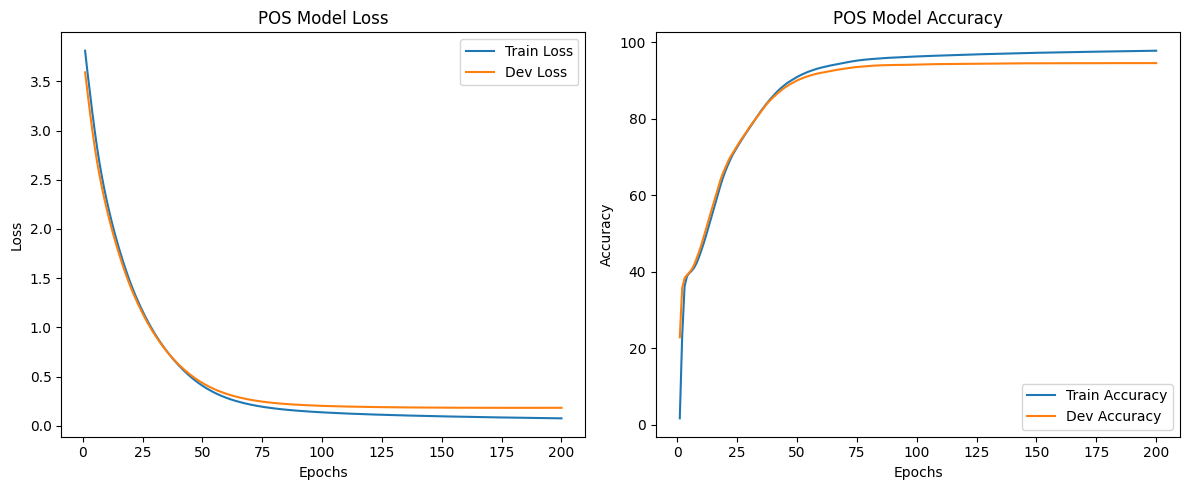 POS Model Loss
Train Loss
Dev Loss
3.5
3.0
2.5
2.0
1.5
1.0
0.5
0.0
Loss
0 25 50 75 100 125 150 175 200
Epochs
POS Model Accuracy
100
80
60
40
20
0
Accuracy
Train Accuracy
Dev Accuracy
0 25 50 75 100 125 150 175 200
Epochs